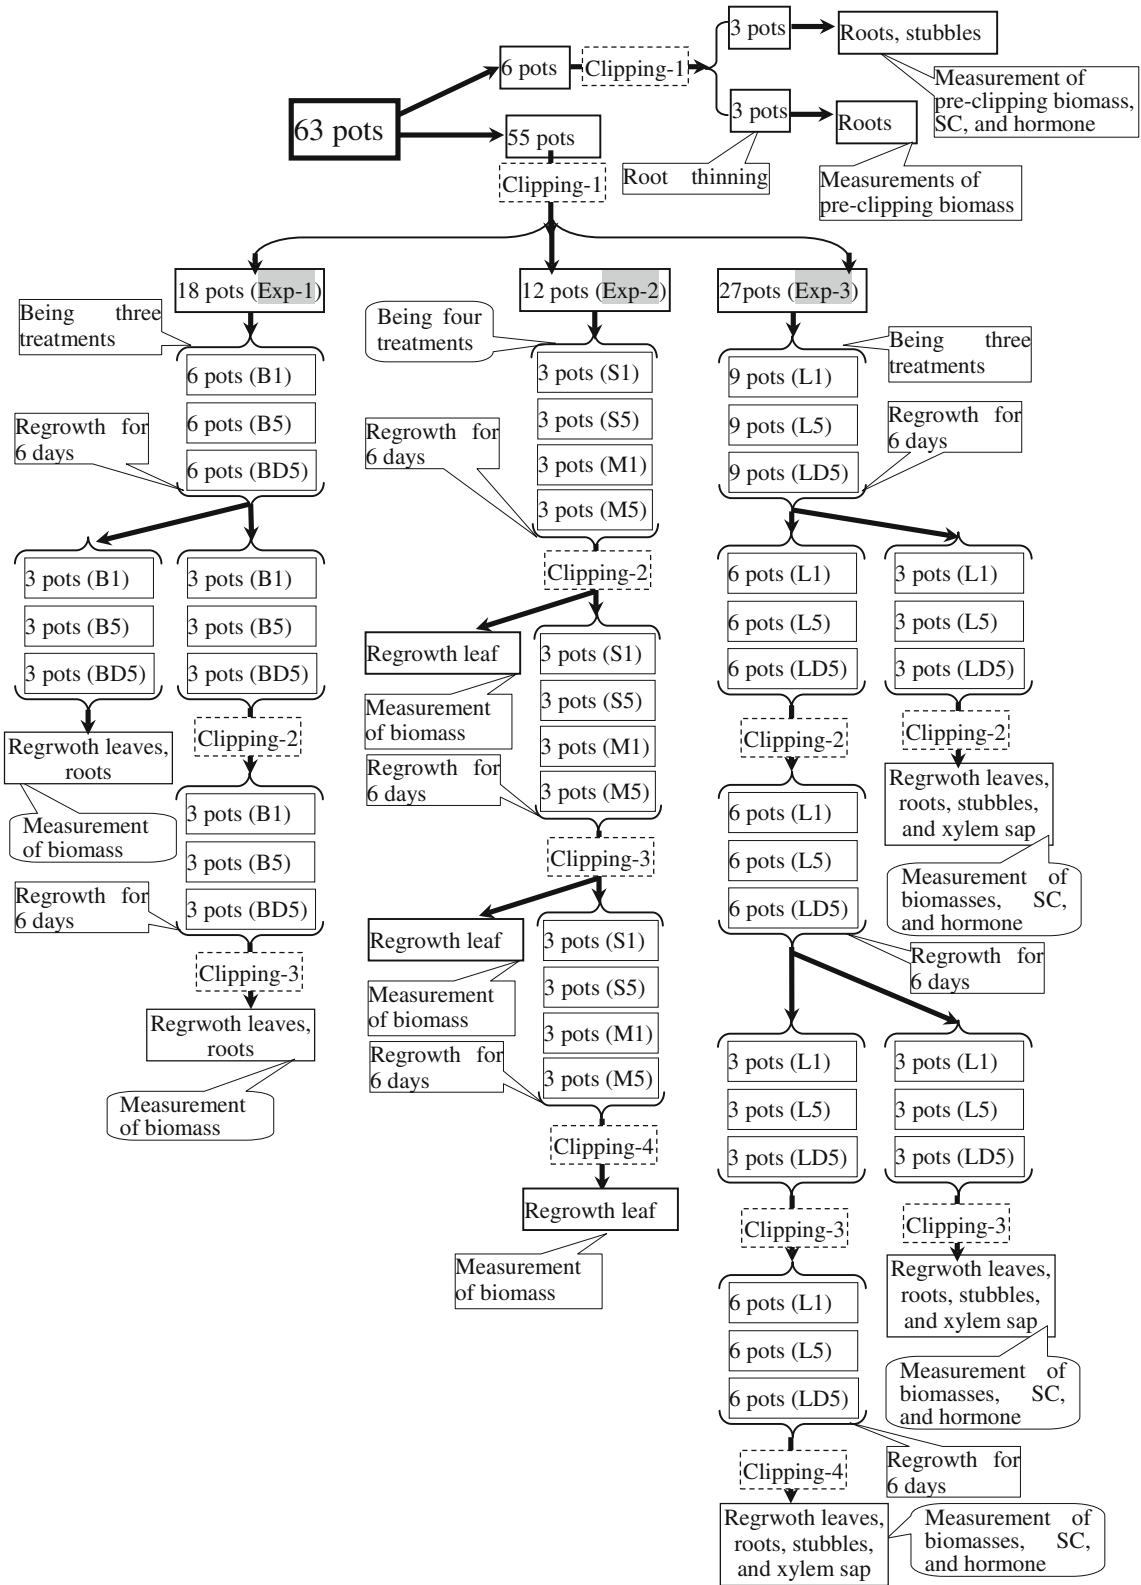 63 pots
6 pots
Clipping-1
3 pots
Roots, stubbles
Measurement of
pre-clipping biomass,
SC, and hormone
3 pots
Roots
Root thinning
Measurements of
pre-clipping biomass
55 pots
Clipping-1
18 pots (Exp-1)
Being three
treatments
6 pots (B1)
6 pots (B5)
6 pots (BD5)
Regrowth for
6 days
3 pots (B1)
3 pots (B5)
3 pots (BD5)
Regrwoth leaves,
roots
Measurement
of biomass
3 pots (B1)
3 pots (B5)
3 pots (BD5)
Clipping-2
3 pots (B1)
3 pots (B5)
3 pots (BD5)
Regrowth for
6 days
Clipping-3
Regrwoth leaves,
roots
Measurement
of biomass
12 pots (Exp-2)
Being four
treatments
3 pots (S1)
3 pots (S5)
3 pots (M1)
3 pots (M5)
Regrowth for
6 days
Clipping-2
Regrowth leaf
Measurement
of biomass
3 pots (S1)
3 pots (S5)
3 pots (M1)
3 pots (M5)
Regrowth for
6 days
Clipping-3
Regrowth leaf
Measurement
of biomass
3 pots (S1)
3 pots (S5)
3 pots (M1)
3 pots (M5)
Regrowth for
6 days
Clipping-4
Regrowth leaf
Measurement
of biomass
27pots (Exp-3)
Being three
treatments
9 pots (L1)
9 pots (L5)
9 pots (LD5)
Regrowth for
6 days
6 pots (L1)
6 pots (L5)
6 pots (LD5)
Clipping-2
3 pots (L1)
3 pots (L5)
3 pots (LD5)
Clipping-2
Regrwoth leaves,
roots, stubbles,
and xylem sap
Measurement of
biomasses, SC,
and hormone
6 pots (L1)
6 pots (L5)
6 pots (LD5)
Regrowth for
6 days
3 pots (L1)
3 pots (L5)
3 pots (LD5)
Clipping-3
3 pots (L1)
3 pots (L5)
3 pots (LD5)
Clipping-3
Regrwoth leaves,
roots, stubbles,
and xylem sap
Measurement of
biomasses, SC,
and hormone
6 pots (L1)
6 pots (L5)
6 pots (LD5)
Regrowth for
6 days
Clipping-4
Regrwoth leaves,
roots, stubbles,
and xylem sap
Measurement of
biomasses, SC,
and hormone